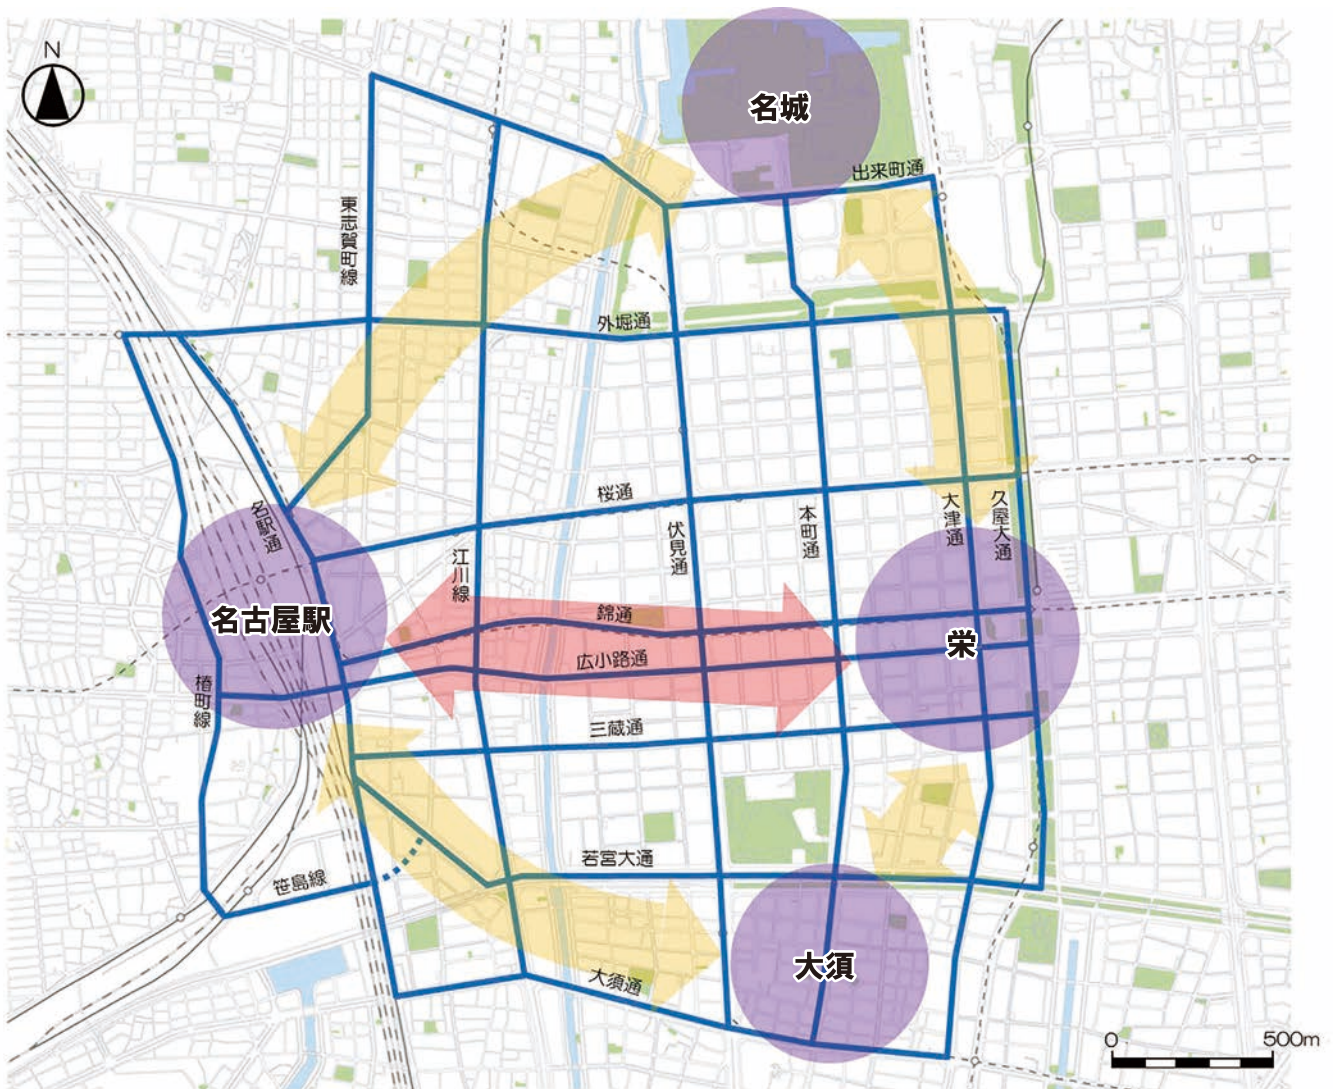 N
名城
出来町通
東志賀町線
外堀通
桜通
名駅通
江川線
伏見通
本町通
大津通
久屋大通
名古屋駅
錦通
栄
広小路通
椿町線
三蔵通
若宮大通
笹島線
大須
大須通
0 500m